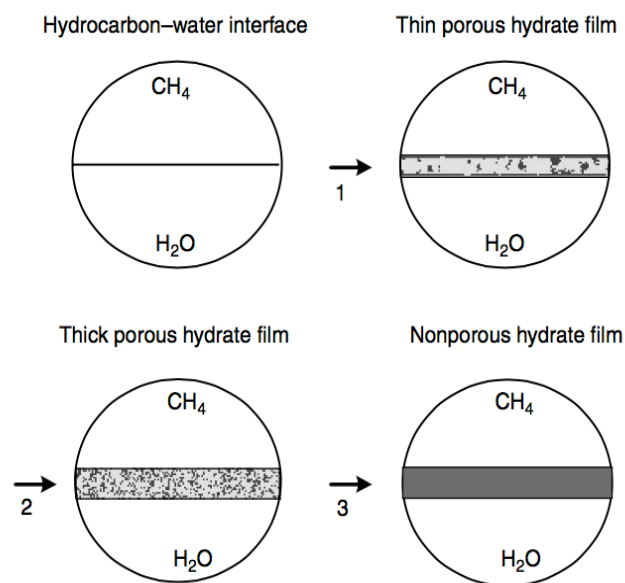 Hydrocarbon–water interface
Thin porous hydrate film
CH₄
CH₄
1
H₂O
H₂O
Thick porous hydrate film
Nonporous hydrate film
CH₄
CH₄
2
3
H₂O
H₂O